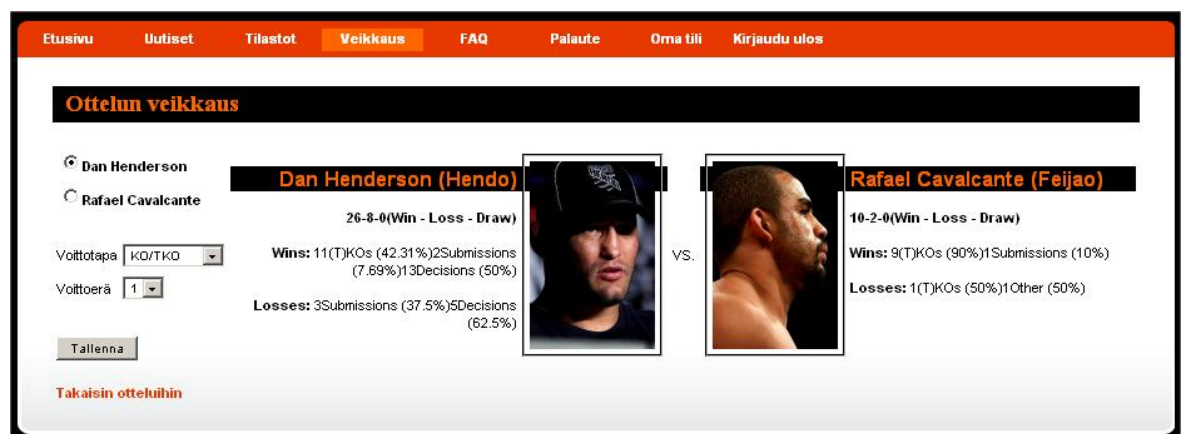 Etusivu Uutiset Tilastot Veikkaus FAQ Palaute Oma tili Kirjaudu ulos
Ottelun veikkaus
Dan Henderson
Rafael Cavalcante
Voittotapa KO/TKO
Voittoerä 1
Tallenna
Takaisin otteluihin
Dan Henderson (Hendo)
26-8-0(Win - Loss - Draw)
Wins: 11(T)KOs (42.31%)2Submissions
(7.69%)13Decisions (50%)
Losses: 3Submissions (37.5%)5Decisions
(62.5%)
VS.
Rafael Cavalcante (Feijao)
10-2-0(Win - Loss - Draw)
Wins: 9(T)KOs (90%)1Submissions (10%)
Losses: 1(T)KOs (50%)1Other (50%)